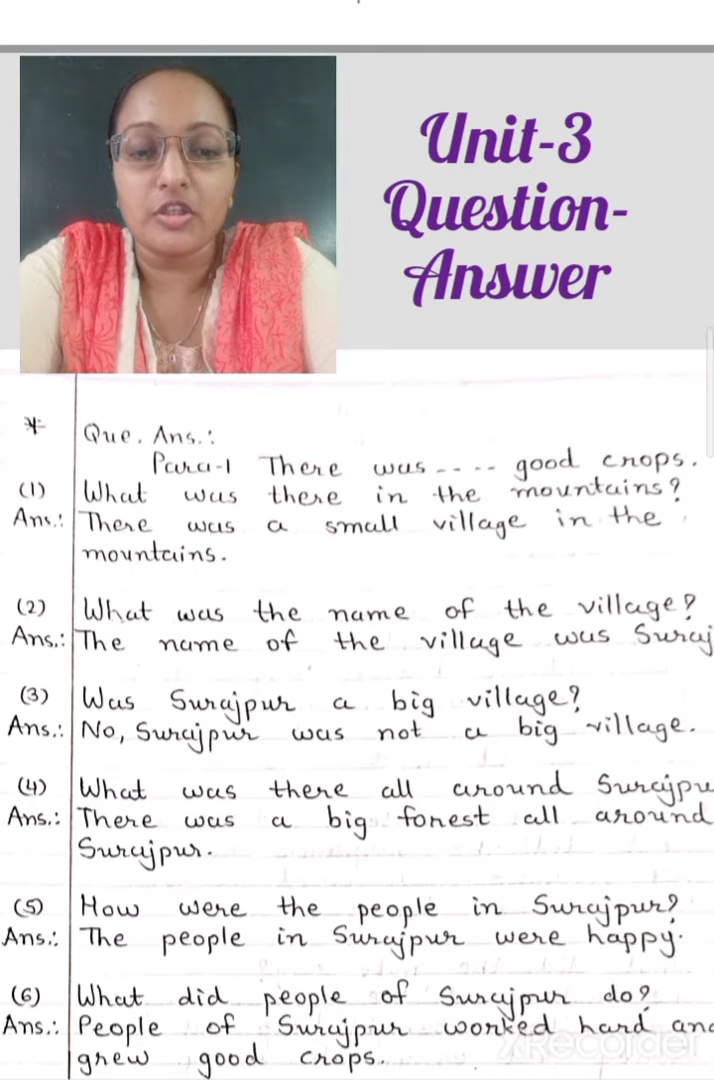 Unit-3
Question-
Answer
* Que. Ans.:
Para-1 There was ---- good crops.
(1) What was there in the mountains?
Ans.: There was a small village in the
mountains.
(2) What was the name of the village?
Ans.: The name of the village was Suraj
(3) Was Surajpur a big village?
Ans.: No, Surajpur was not a big village.
(4) What was there all around Surajpu
Ans.: There was a big forest all around
Surajpur.
(5) How were the people in Surajpur?
Ans.: The people in Surajpur were happy.
(6) What did people of Surajpur do?
Ans.: People of Surajpur worked hard and
grew good crops.
XRecorder